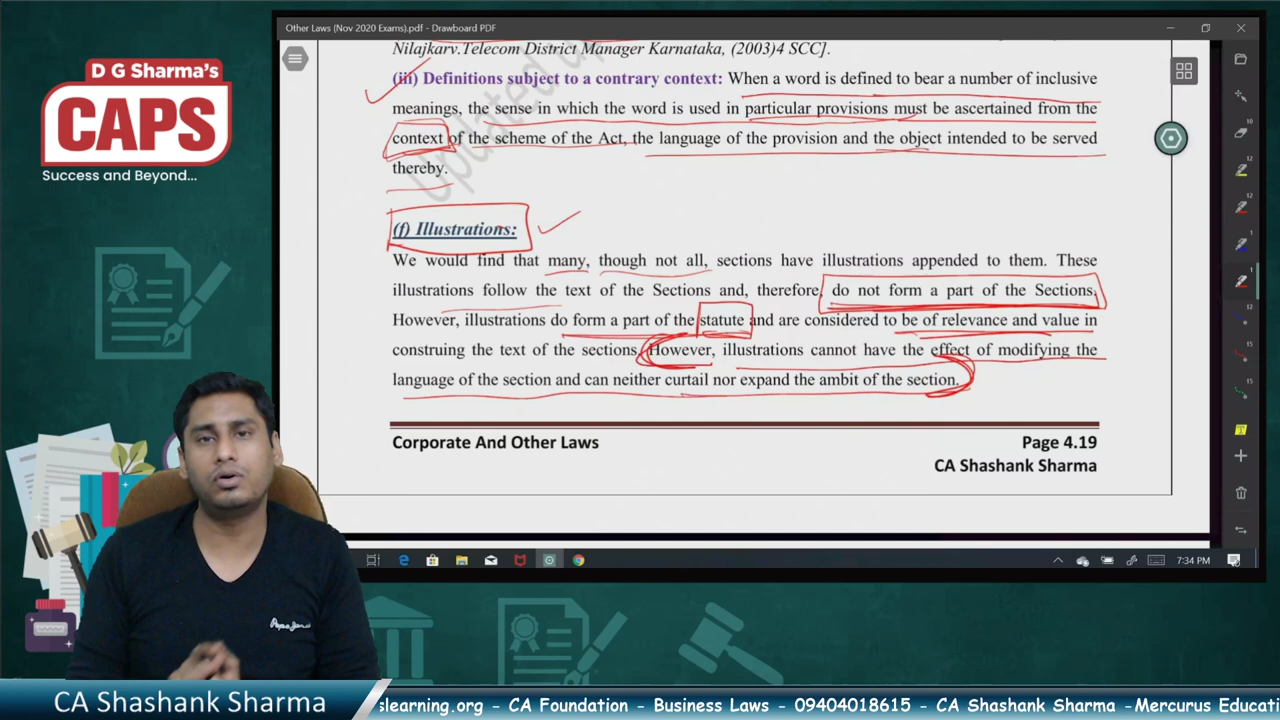 D G Sharma's
CAPS
Success and Beyond...
Other Laws (Nov 2020 Exams).pdf - Drawboard PDF
Nilajkarv.Telecom District Manager Karnataka, (2003)4 SCC].
(iii) Definitions subject to a contrary context: When a word is defined to bear a number of inclusive
meanings, the sense in which the word is used in particular provisions must be ascertained from the
context of the scheme of the Act, the language of the provision and the object intended to be served
thereby.
(f) Illustrations:
We would find that many, though not all, sections have illustrations appended to them. These
illustrations follow the text of the Sections and, therefore, do not form a part of the Sections.
However, illustrations do form a part of the statute and are considered to be of relevance and value in
construing the text of the sections. However, illustrations cannot have the effect of modifying the
language of the section and can neither curtail nor expand the ambit of the section.
Corporate And Other Laws
Page 4.19
CA Shashank Sharma
7:34 PM
CA Shashank Sharma
slearning.org - CA Foundation - Business Laws - 09404018615 - CA Shashank Sharma -Mercurus Educati